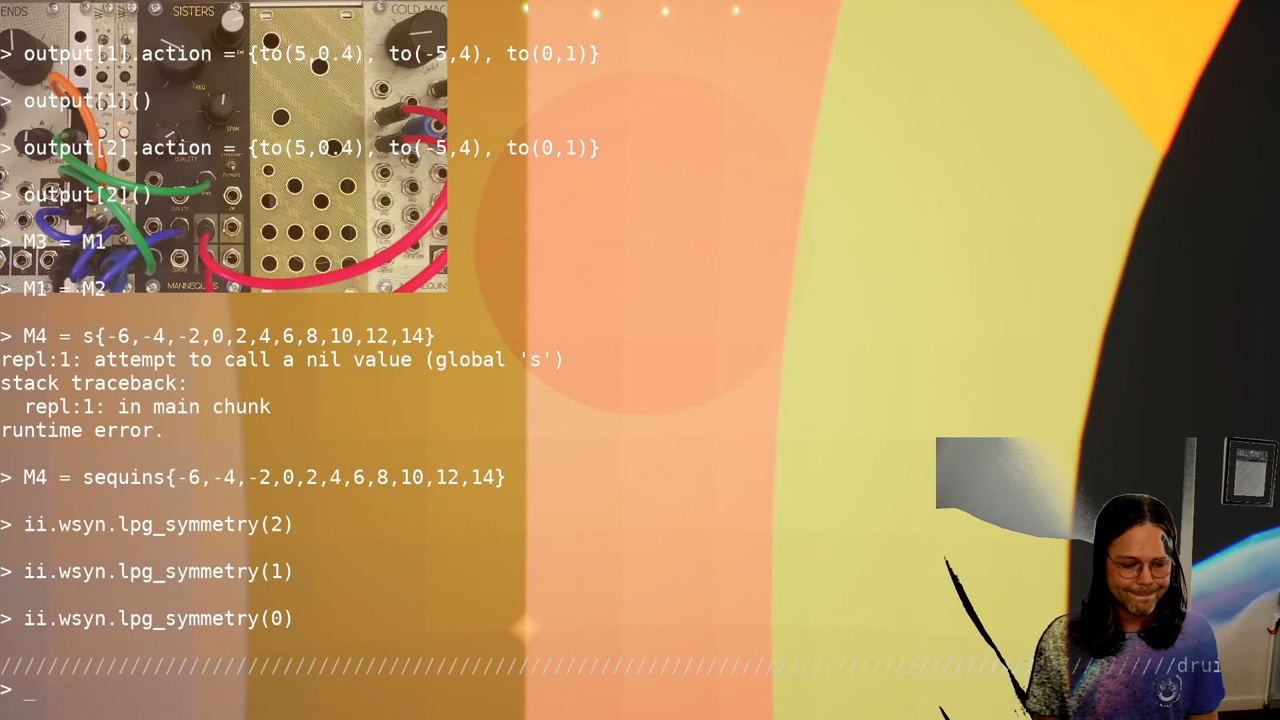 ENDS
SISTERS
COLD MAC
> output[1].action = {to(5,0.4), to(-5,4), to(0,1)}
> output[1]()
> output[2].action = {to(5,0.4), to(-5,4), to(0,1)}
> output[2]()
> M3 = M1
> M1 = M2
MANNEQUINS
> M4 = s{-6,-4,-2,0,2,4,6,8,10,12,14}
repl:1: attempt to call a nil value (global 's')
stack traceback:
repl:1: in main chunk
runtime error.
> M4 = sequins{-6,-4,-2,0,2,4,6,8,10,12,14}
> ii.wsyn.lpg_symmetry(2)
> ii.wsyn.lpg_symmetry(1)
> ii.wsyn.lpg_symmetry(0)
//////////////////////////////////////////////////////////////////////////////////////////////////// drui
> _